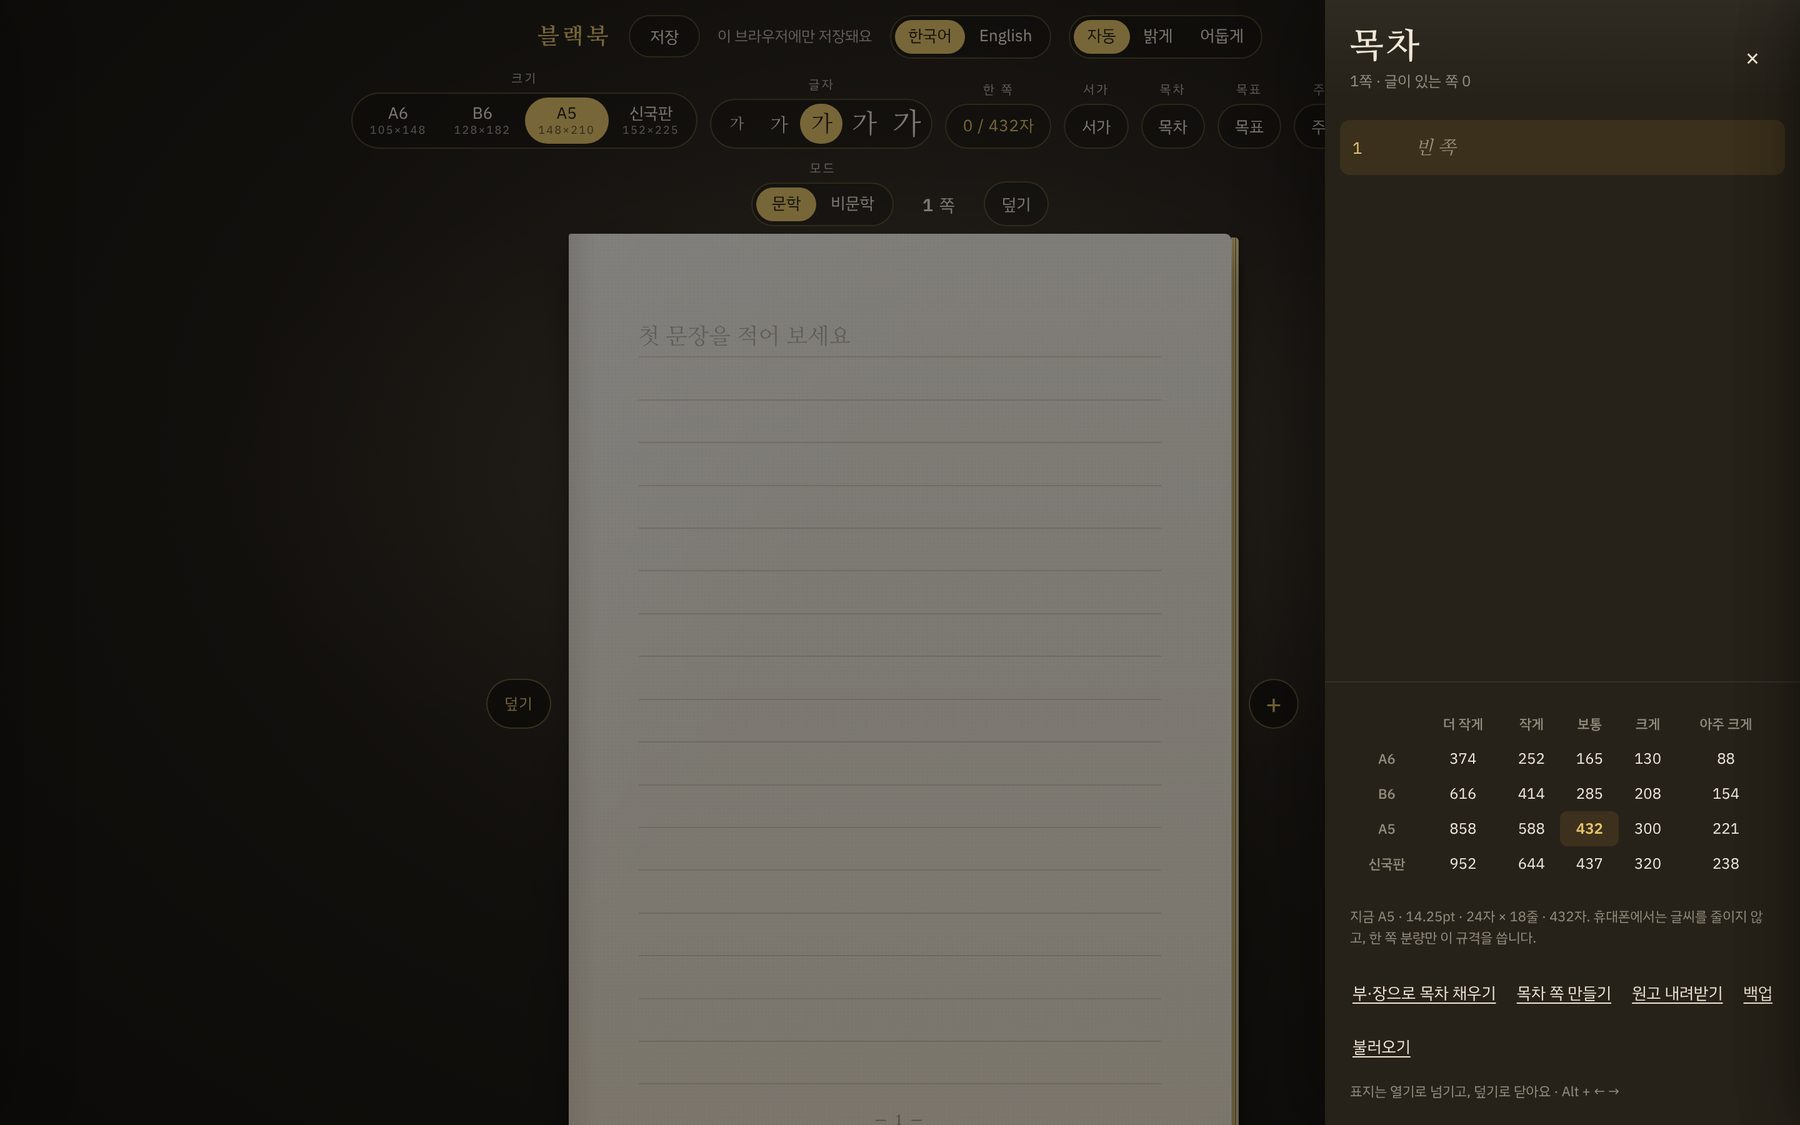 블랙북 저장 이 브라우저에만 저장돼요 한국어 English 자동 밝게 어둡게
크기 글자 한 쪽 서가 목차 목표
A6 B6 A5 신국판
105×148 128×182 148×210 152×225
가 가 가 가 가 0 / 432자 서가 목차 목표
모드
문학 비문학 1 쪽 덮기
첫 문장을 적어 보세요
덮기 +
— 1 —
목차 ×
1쪽 · 글이 있는 쪽 0
1 빈 쪽
더 작게 작게 보통 크게 아주 크게
A6 374 252 165 130 88
B6 616 414 285 208 154
A5 858 588 432 300 221
신국판 952 644 437 320 238
지금 A5 · 14.25pt · 24자 × 18줄 · 432자. 휴대폰에서는 글씨를 줄이지 않
고, 한 쪽 분량만 이 규격을 씁니다.
부·장으로 목차 채우기 목차 쪽 만들기 원고 내려받기 백업
불러오기
표지는 열기로 넘기고, 덮기로 닫아요 · Alt + ← →